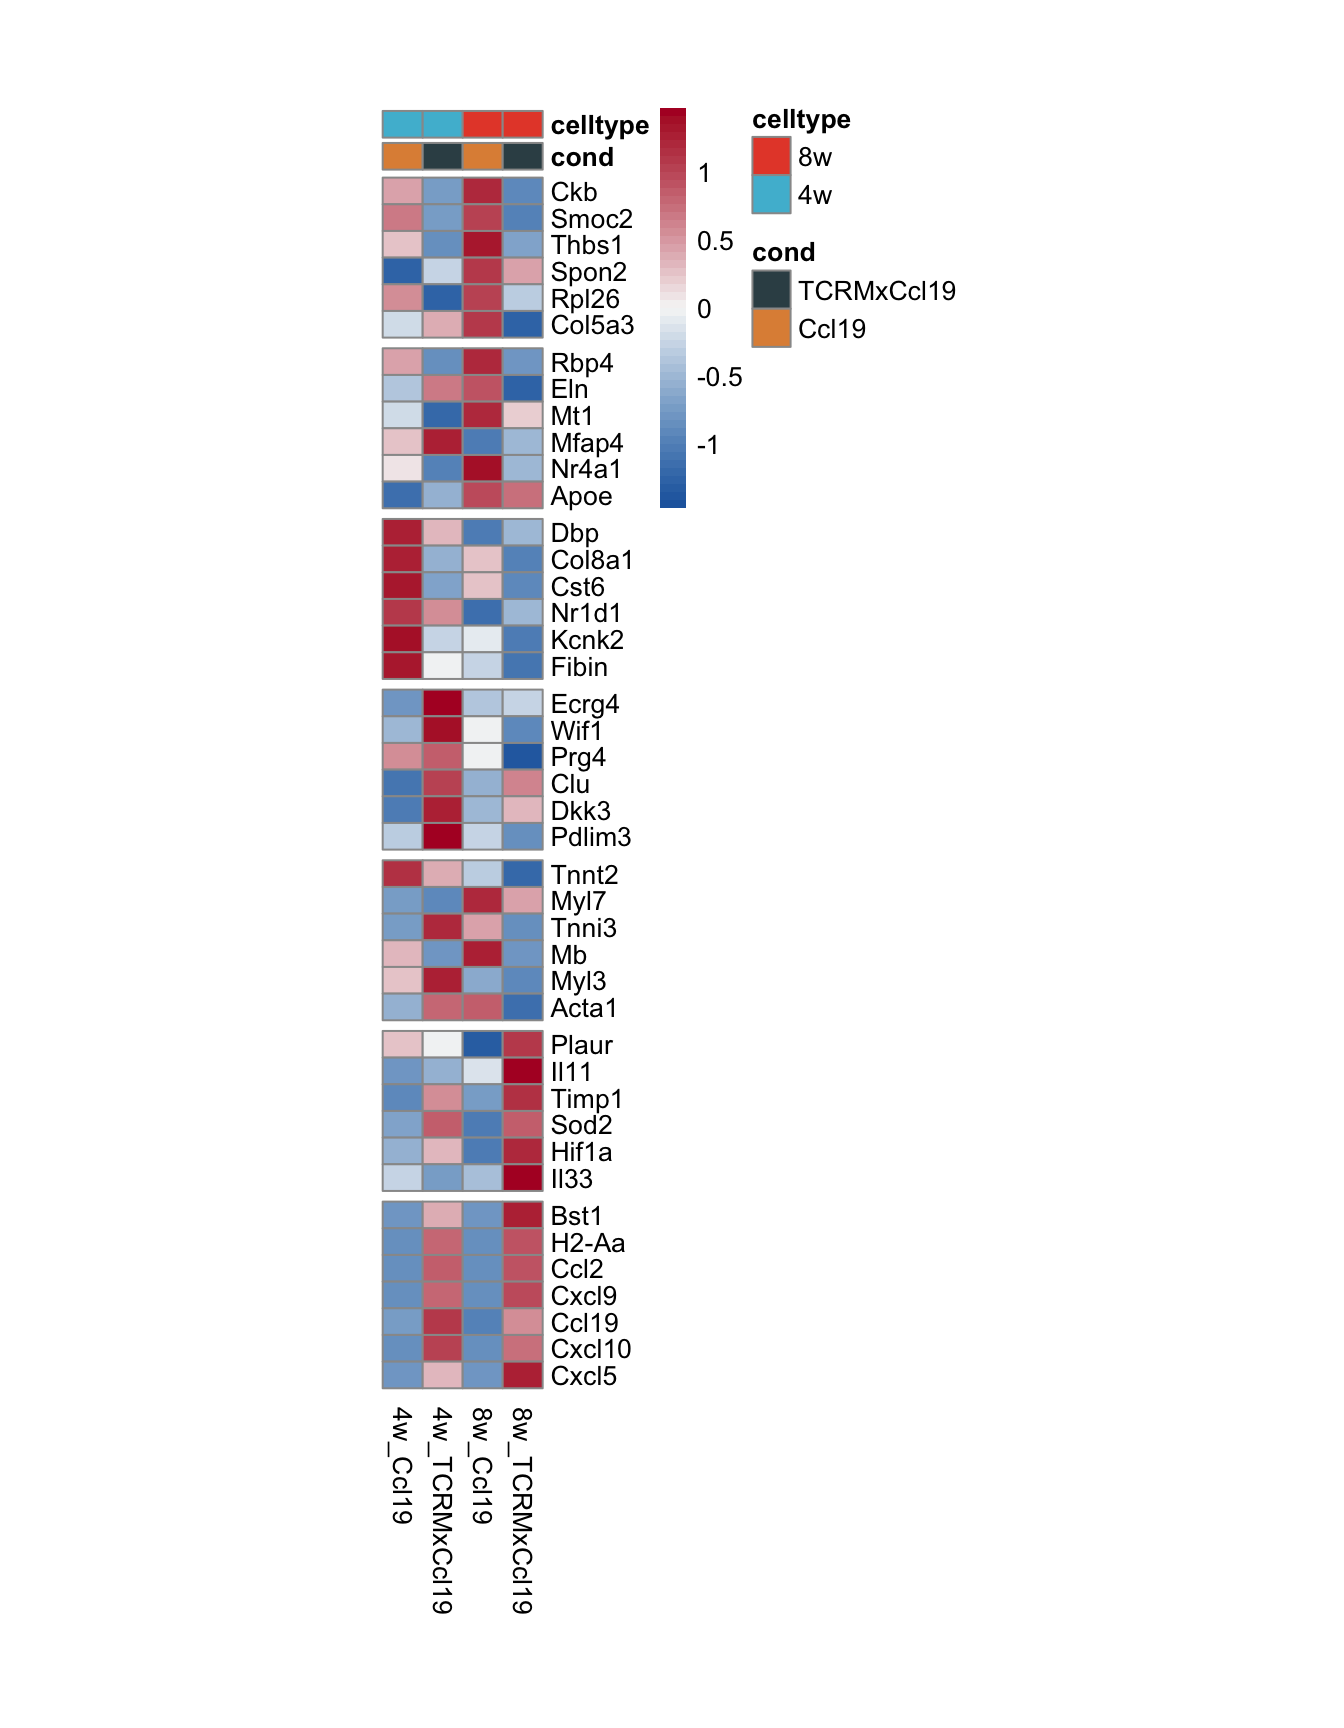 celltype
cond
Ckb
Smoc2
Thbs1
Spon2
Rpl26
Col5a3
Rbp4
Eln
Mt1
Mfap4
Nr4a1
Apoe
Dbp
Col8a1
Cst6
Nr1d1
Kcnk2
Fibin
Ecrg4
Wif1
Prg4
Clu
Dkk3
Pdlim3
Tnnt2
Myl7
Tnni3
Mb
Myl3
Acta1
Plaur
Il11
Timp1
Sod2
Hif1a
Il33
Bst1
H2-Aa
Ccl2
Cxcl9
Ccl19
Cxcl10
Cxcl5
4w_Ccl19
4w_TCRMxCcl19
8w_Ccl19
8w_TCRMxCcl19
1
0.5
0
-0.5
-1
celltype
8w
4w
cond
TCRMxCcl19
Ccl19